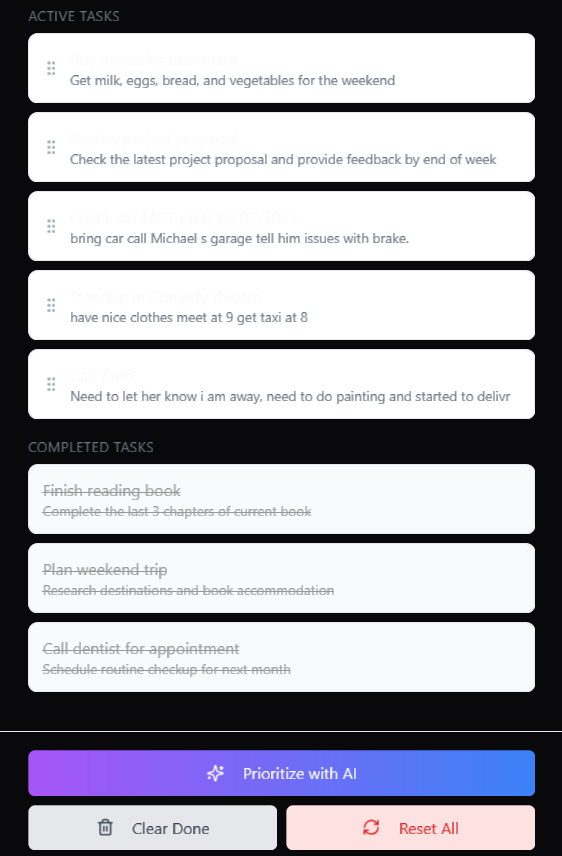 ACTIVE TASKS
Buy groceries tomorrow
Get milk, eggs, bread, and vegetables for the weekend
Review project proposal
Check the latest project proposal and provide feedback by end of week
Check car MOT ends on 07/2025
bring car call Michael s garage tell him issues with brake.
Standup in Comedy theatre
have nice clothes meet at 9 get taxi at 8
Call
Need to let her know i am away, need to do painting and started to delivr
COMPLETED TASKS
Finish reading book
Complete the last 3 chapters of current book
Plan weekend trip
Research destinations and book accommodation
Call dentist for appointment
Schedule routine checkup for next month
Prioritize with AI
Clear Done
Reset All